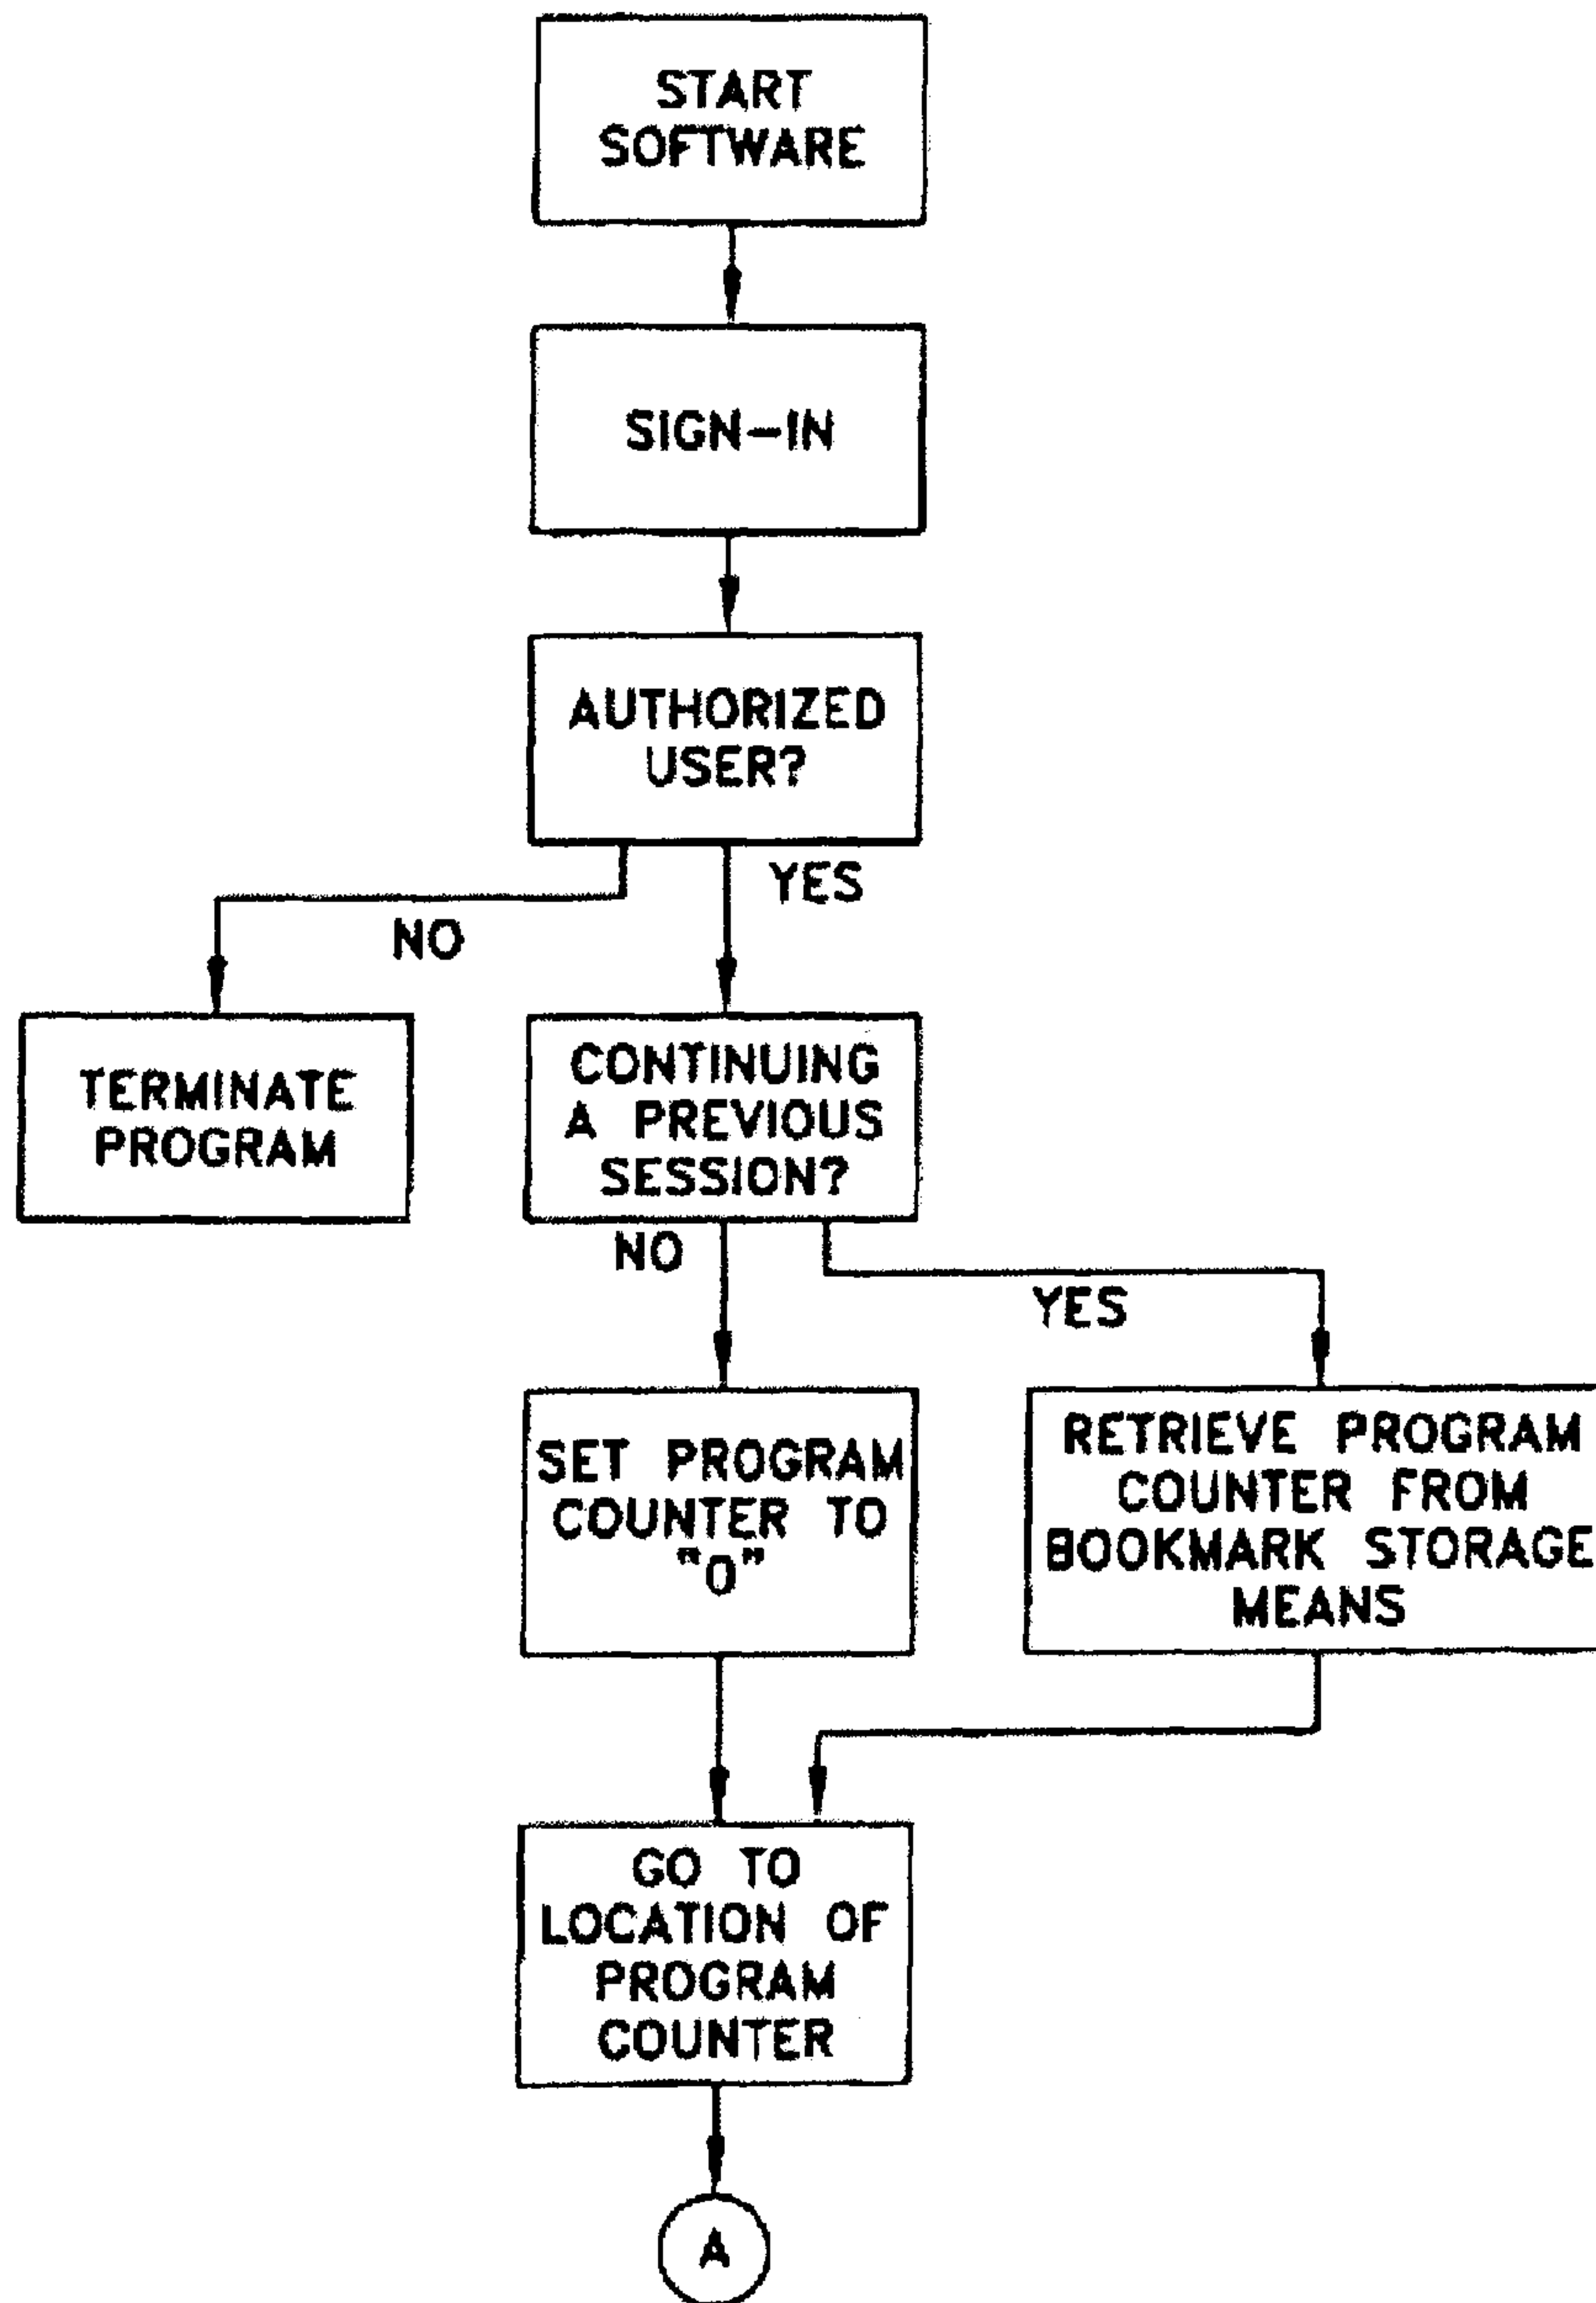 START
SOFTWARE
SIGN-IN
AUTHORIZED
USER?
YES
NO
TERMINATE
PROGRAM
CONTINUING
A PREVIOUS
SESSION?
NO
YES
SET PROGRAM
COUNTER TO
"0"
RETRIEVE PROGRAM
COUNTER FROM
BOOKMARK STORAGE
MEANS
GO TO
LOCATION OF
PROGRAM
COUNTER
A